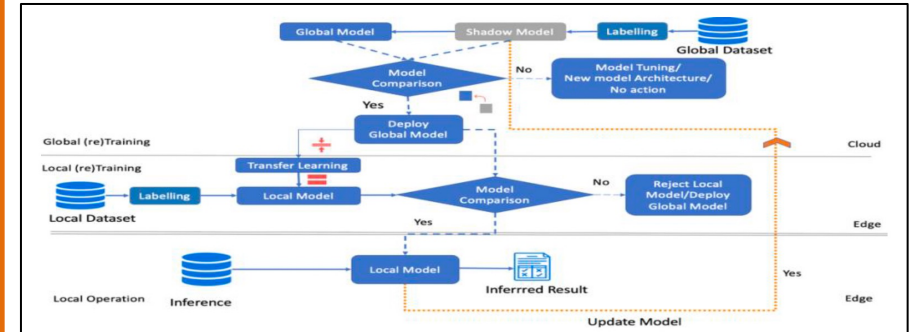 Global Model
Shadow Model
Labelling
Global Dataset
Model
Comparison
No
Model Tuning/
New model Architecture/
No action
Yes
Deploy
Global Model
Global (re)Training
Cloud
Local (re)Training
Transfer Learning
Local Dataset
Labelling
Local Model
Model
Comparison
No
Reject Local
Model/Deploy
Global Model
Yes
Edge
Local Model
Inferrred Result
Yes
Local Operation
Inference
Edge
Update Model